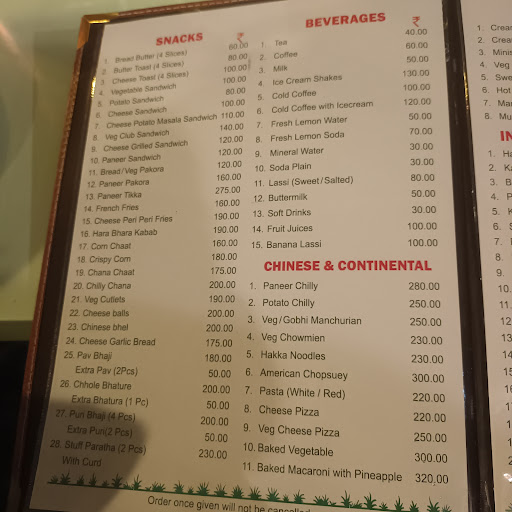 SNACKS ₹
1. Bread Butter (4 Slices) 60.00
2. Butter Toast (4 Slices) 80.00
3. Cheese Toast (4 Slices) 100.00
4. Vegetable Sandwich 100.00
5. Potato Sandwich 80.00
6. Cheese Sandwich 100.00
7. Cheese Potato Masala Sandwich 110.00
8. Veg Club Sandwich 140.00
9. Cheese Grilled Sandwich 120.00
10. Paneer Sandwich 120.00
11. Bread/Veg Pakora 120.00
12. Paneer Pakora 160.00
13. Paneer Tikka 275.00
14. French Fries 160.00
15. Cheese Peri Peri Fries 190.00
16. Hara Bhara Kabab 190.00
17. Corn Chaat 160.00
18. Crispy Corn 180.00
19. Chana Chaat 175.00
20. Chilly Chana 200.00
21. Veg Cutlets 190.00
22. Cheese balls 200.00
23. Chinese bhel 200.00
24. Cheese Garlic Bread 175.00
25. Pav Bhaji 180.00
Extra Pav (2Pcs) 50.00
26. Chhole Bhature 200.00
Extra Bhatura (1 Pc) 50.00
27. Puri Bhaji (4 Pcs) 200.00
Extra Puri(2 Pcs) 50.00
28. Stuff Paratha (2 Pcs) 230.00
With Curd
BEVERAGES ₹
1. Tea 40.00
2. Coffee 60.00
3. Milk 50.00
4. Ice Cream Shakes 130.00
5. Cold Coffee 100.00
6. Cold Coffee with Icecream 120.00
7. Fresh Lemon Water 50.00
8. Fresh Lemon Soda 70.00
9. Mineral Water 30.00
10. Soda Plain 30.00
11. Lassi (Sweet/Salted) 80.00
12. Buttermilk 50.00
13. Soft Drinks 30.00
14. Fruit Juices 100.00
15. Banana Lassi 100.00
CHINESE & CONTINENTAL
1. Paneer Chilly 280.00
2. Potato Chilly 250.00
3. Veg/Gobhi Manchurian 250.00
4. Veg Chowmien 230.00
5. Hakka Noodles 230.00
6. American Chopsuey 300.00
7. Pasta (White / Red) 220.00
8. Cheese Pizza 220.00
9. Veg Cheese Pizza 250.00
10. Baked Vegetable 300.00
11. Baked Macaroni with Pineapple 320.00
Order once given will not be